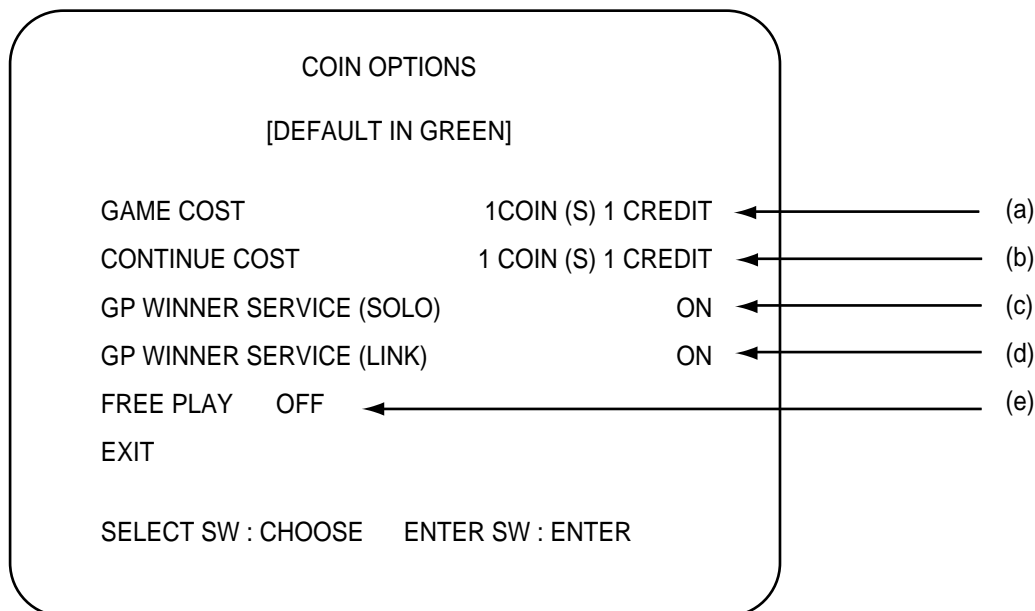 COIN OPTIONS
[DEFAULT IN GREEN]
GAME COST 1COIN (S) 1 CREDIT (a)
CONTINUE COST 1 COIN (S) 1 CREDIT (b)
GP WINNER SERVICE (SOLO) ON (c)
GP WINNER SERVICE (LINK) ON (d)
FREE PLAY OFF (e)
EXIT
SELECT SW : CHOOSE ENTER SW : ENTER